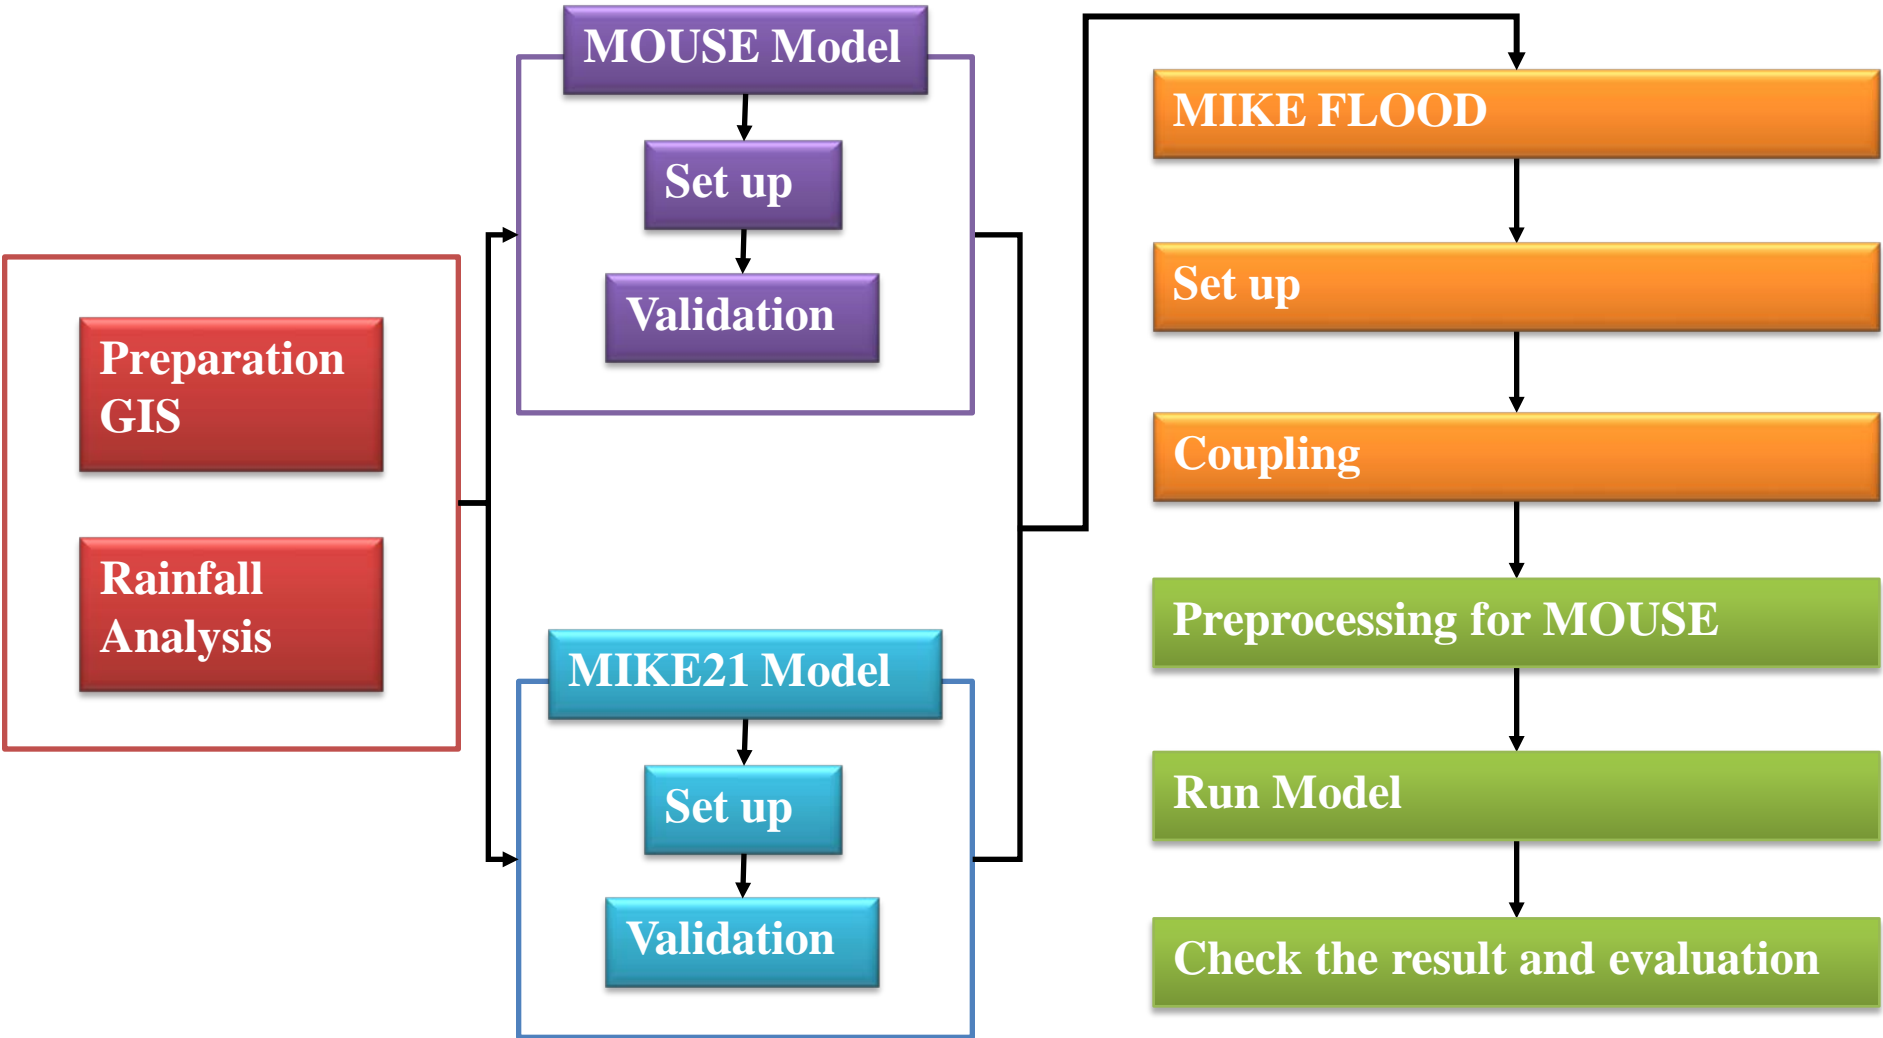 Preparation
GIS
Rainfall
Analysis
MOUSE Model
Set up
Validation
MIKE21 Model
Set up
Validation
MIKE FLOOD
Set up
Coupling
Preprocessing for MOUSE
Run Model
Check the result and evaluation